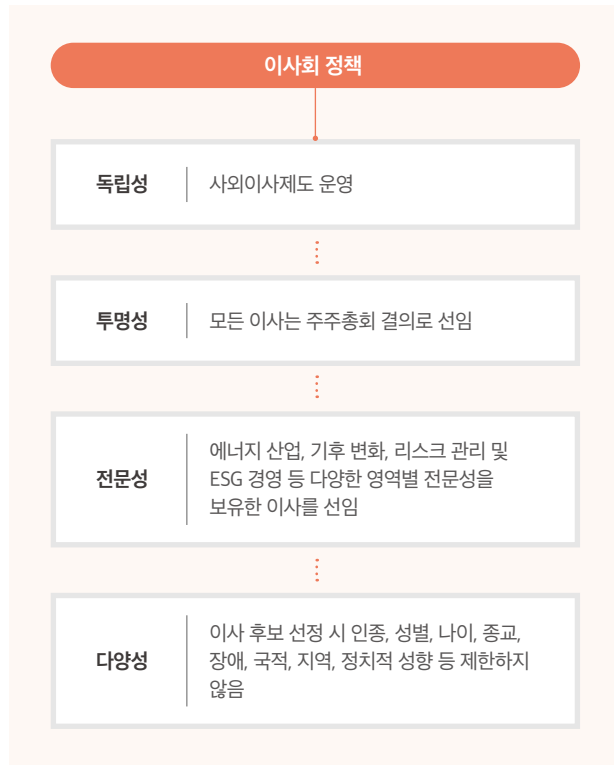 이사회 정책
독립성
사외이사제도 운영
투명성
모든 이사는 주주총회 결의로 선임
전문성
에너지 산업, 기후 변화, 리스크 관리 및
ESG 경영 등 다양한 영역별 전문성을
보유한 이사를 선임
다양성
이사 후보 선정 시 인종, 성별, 나이, 종교,
장애, 국적, 지역, 정치적 성향 등 제한하지
않음